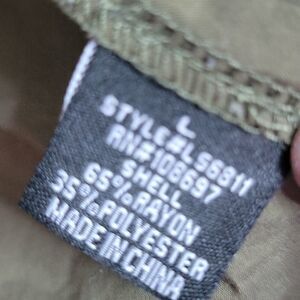 L
STYLE#LS6811
RN#108697
SHELL
65%RAYON
35%POLYESTER
MADE IN CHINA